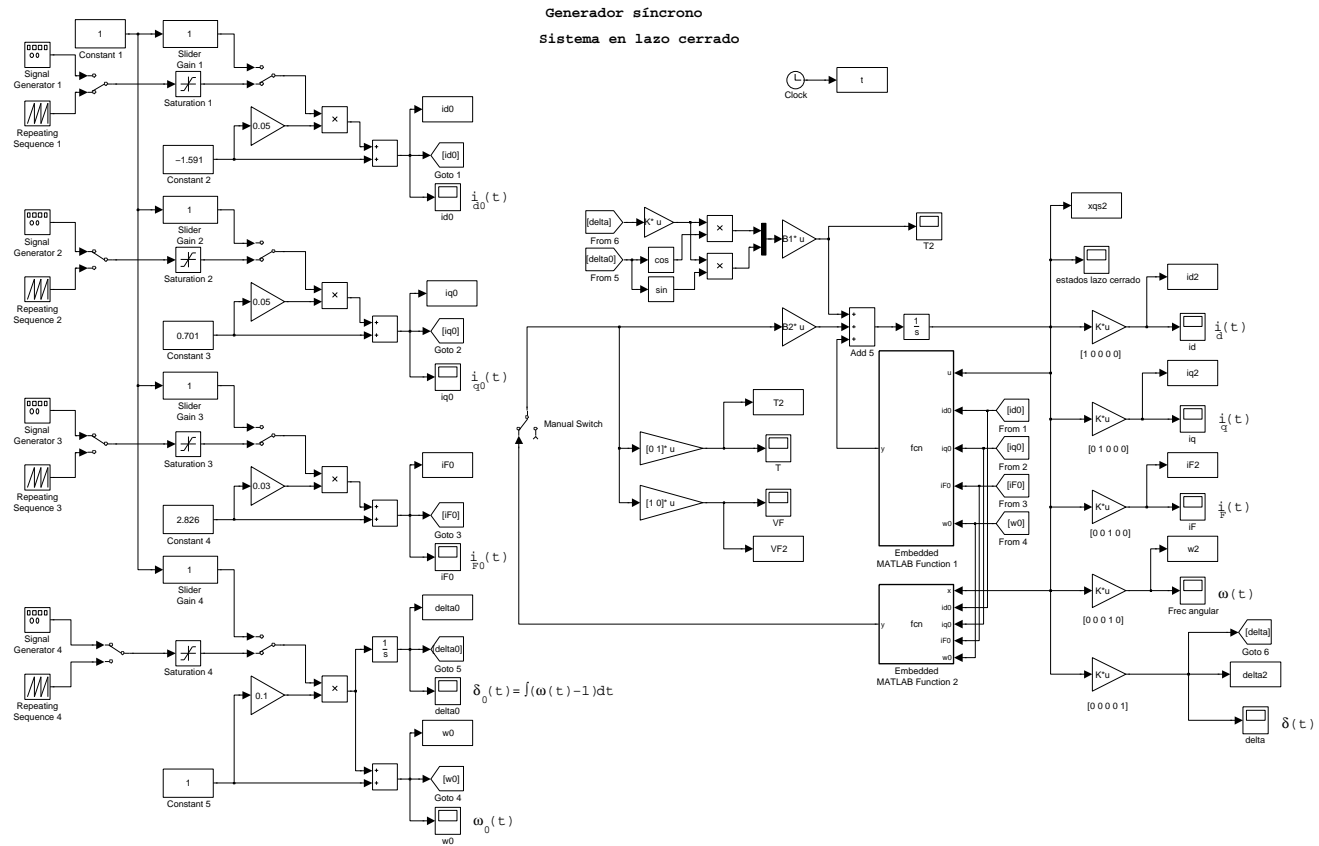 Generador síncrono
Sistema en lazo cerrado
1
Constant 1
1
Slider
Gain 1
Signal
Generator 1
Saturation 1
Repeating
Sequence 1
0.05
×
id0
−1.591
Constant 2
+
+
[id0]
Goto 1
id0
i_d0(t)
Clock
t
1
Slider
Gain 2
Signal
Generator 2
Saturation 2
Repeating
Sequence 2
0.05
×
iq0
0.701
Constant 3
+
+
[iq0]
Goto 2
iq0
i_q0(t)
1
Slider
Gain 3
Signal
Generator 3
Saturation 3
Repeating
Sequence 3
0.03
×
iF0
2.826
Constant 4
+
+
[iF0]
Goto 3
iF0
i_F0(t)
1
Slider
Gain 4
Signal
Generator 4
Saturation 4
Repeating
Sequence 4
0.1
×
1
s
delta0
[delta0]
Goto 5
delta0
δ_0(t)=∫(ω(t)-1)dt
w0
1
Constant 5
+
+
[w0]
Goto 4
w0
ω_0(t)
[delta]
From 6
K* u
×
[delta0]
From 5
cos
sin
×
B1* u
T2
B2* u
+
+
+
Add 5
1
s
Manual Switch
[0 1]* u
T2
T
[1 0]* u
VF
VF2
u
id0
iq0
iF0
w0
y
fcn
Embedded
MATLAB Function 1
[id0]
From 1
[iq0]
From 2
[iF0]
From 3
[w0]
From 4
x
id0
iq0
iF0
w0
y
fcn
Embedded
MATLAB Function 2
xqs2
estados lazo cerrado
K*u
[1 0 0 0 0]
id2
id
i_d(t)
K*u
[0 1 0 0 0]
iq2
iq
i_q(t)
K*u
[0 0 1 0 0]
iF2
iF
i_F(t)
K*u
[0 0 0 1 0]
w2
Frec angular
ω(t)
K*u
[0 0 0 0 1]
[delta]
Goto 6
delta2
delta
δ(t)